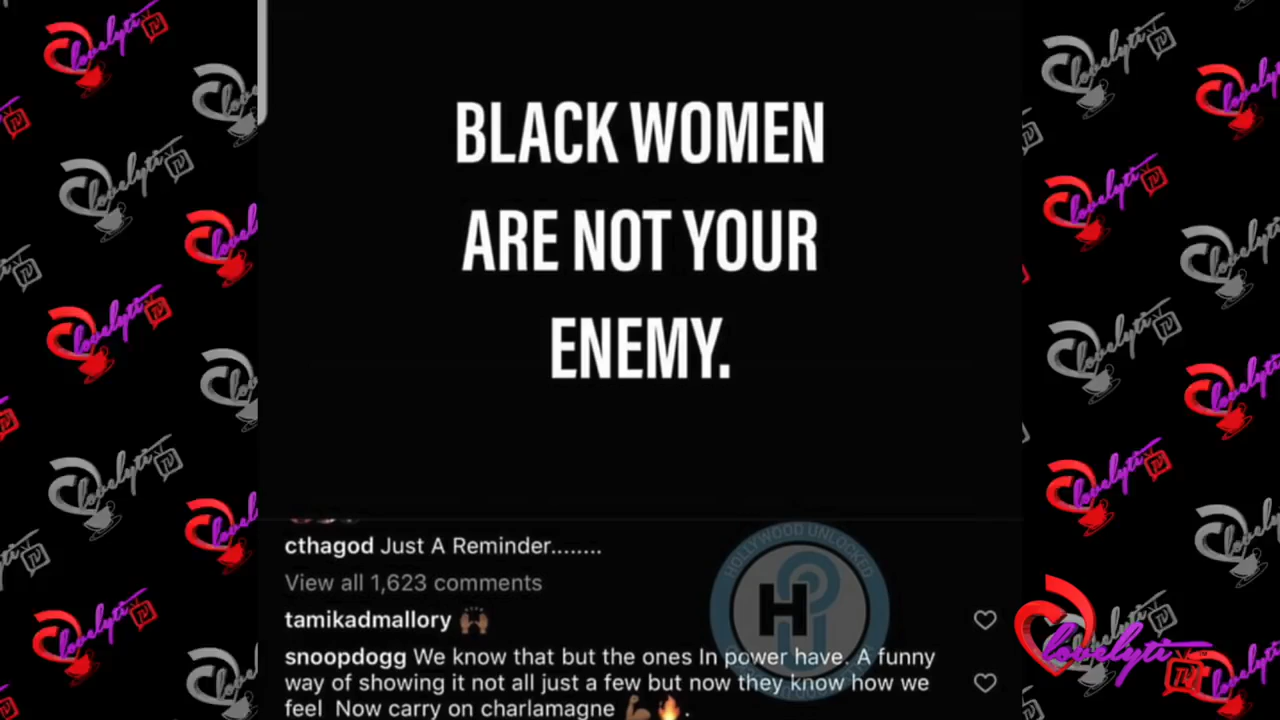 BLACK WOMEN
ARE NOT YOUR
ENEMY.
cthagod Just A Reminder........
View all 1,623 comments
tamikadmallory 🙌🏽
snoopdogg We know that but the ones In power have. A funny
way of showing it not all just a few but now they know how we
feel Now carry on charlamagne 💪🏽🔥.
HOLLYWOOD UNLOCKED
H
lovelyti
TV